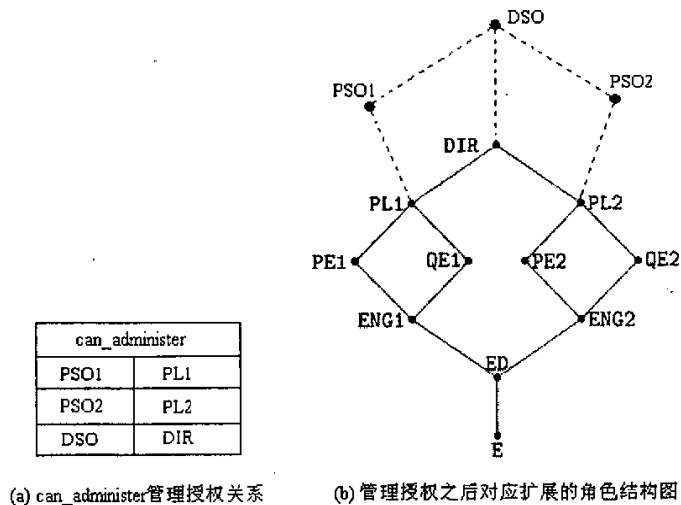 DSO
PSO1
PSO2
DIR
PL1
PL2
PE1
QE1
PE2
QE2
ENG1
ENG2
ED
E
can_administer
PSO1 PL1
PSO2 PL2
DSO DIR
(a) can_administer管理授权关系
(b) 管理授权之后对应扩展的角色结构图